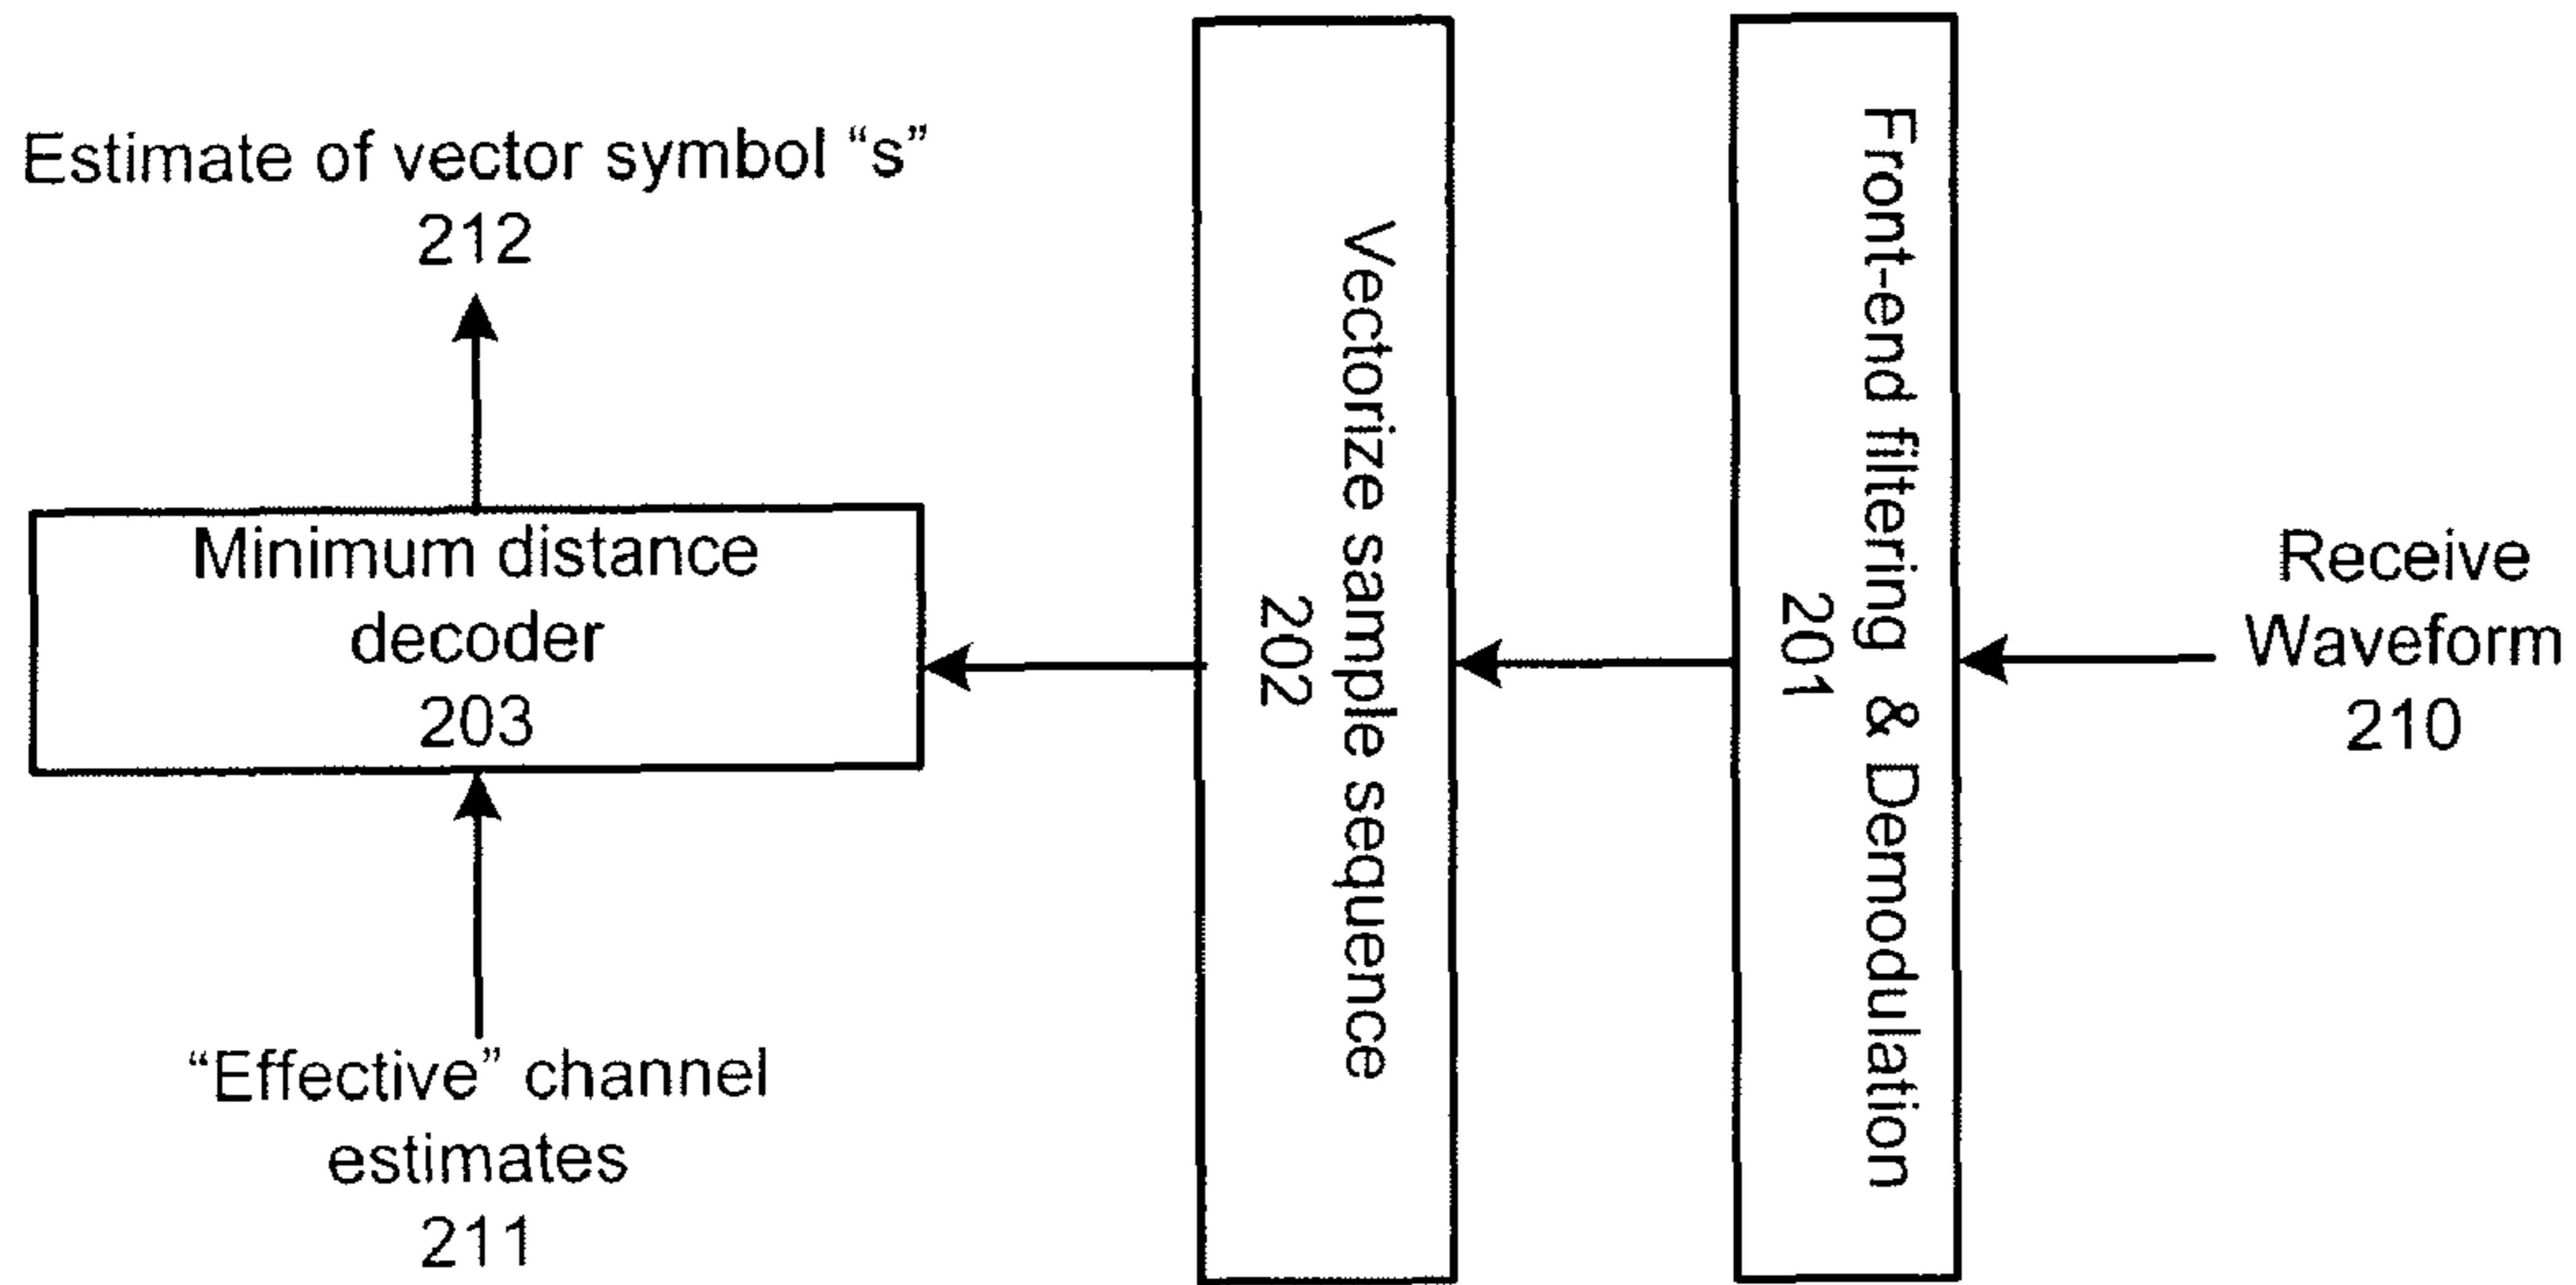 Estimate of vector symbol “s”
212
Minimum distance
decoder
203
“Effective” channel
estimates
211
Vectorize sample sequence
202
Front-end filtering & Demodulation
201
Receive
Waveform
210